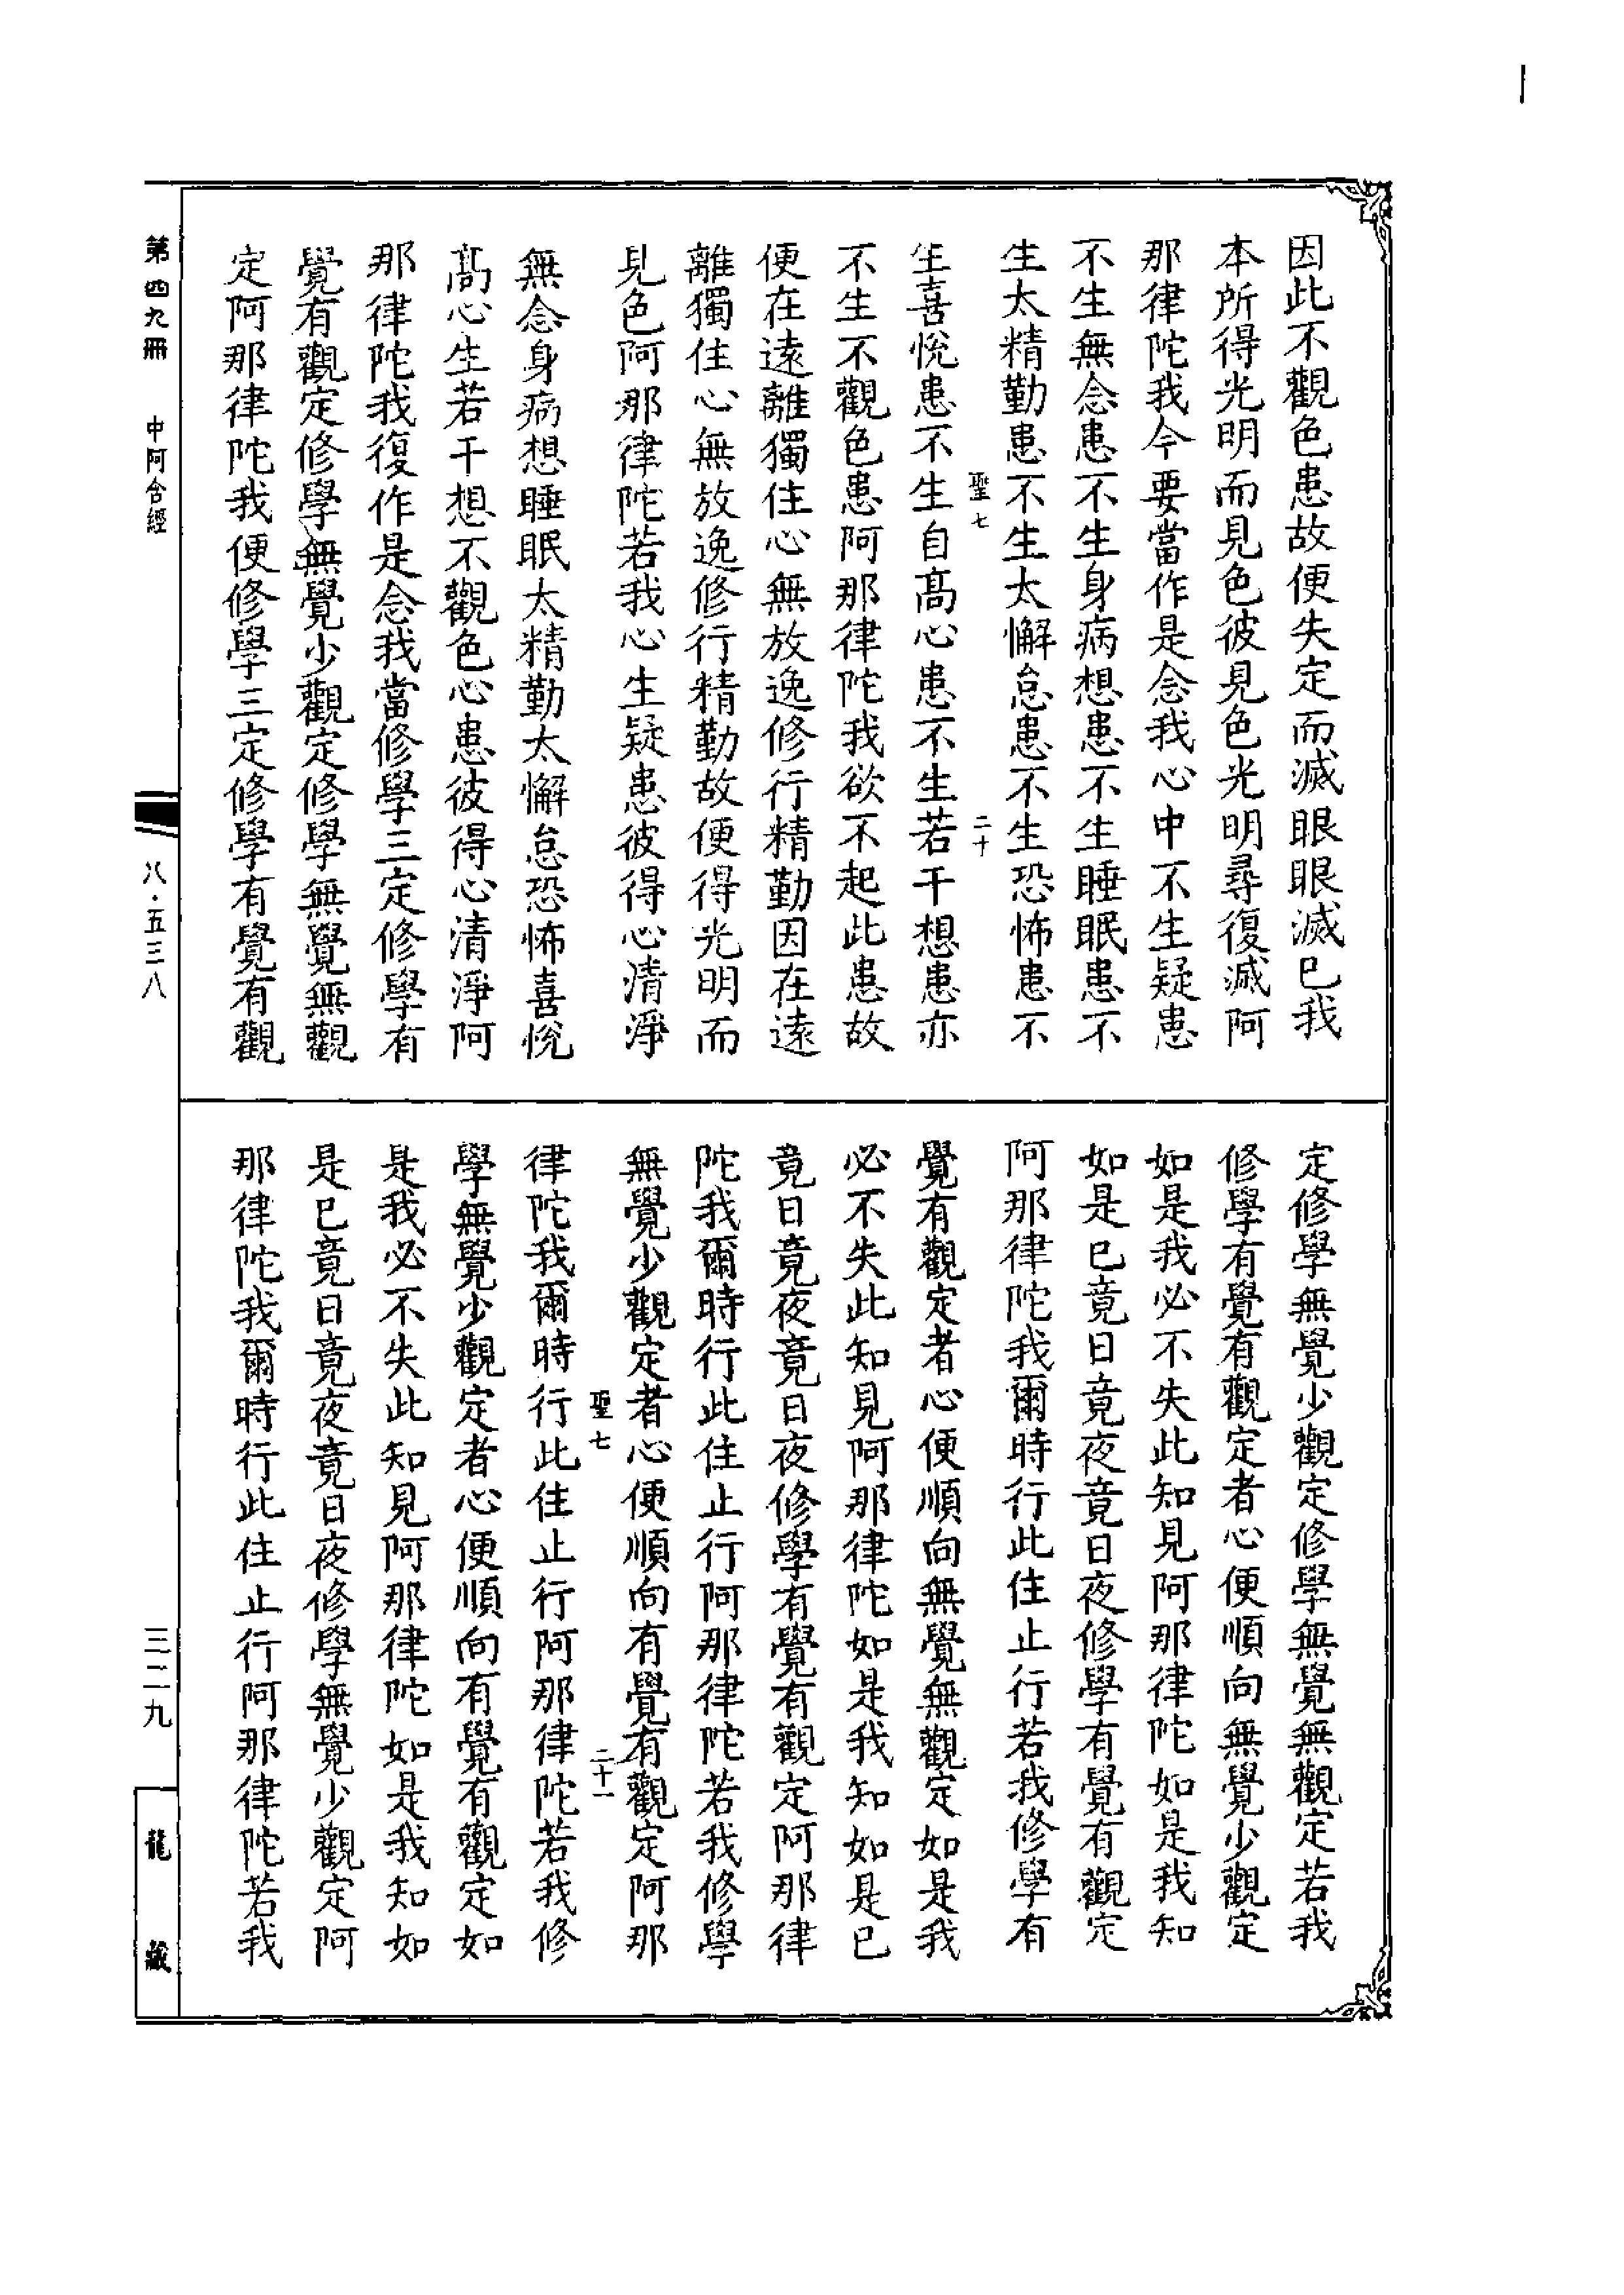 因此不觀色患故便失定而滅眼眼滅已我
本所得光明而見色彼見色光明尋復滅阿
那律陀我今要當作是念我心中不生疑患
不生無念患不生身病想患不生睡眠患不
生太精勤患不生太懈怠患不生恐怖患不
聖七
二十
生喜悅患不生自高心患不生若干想患亦
不生不觀色患阿那律陀我欲不起此患故
便在遠離獨住心無放逸修行精勤因在遠
離獨住心無放逸修行精勤故便得光明而
見色阿那律陀若我心生疑患彼得心清淨
無念身病想睡眠太精勤太懈怠恐怖喜悅
高心生若干想不觀色心患彼得心清淨阿
那律陀我復作是念我當修學三定修學有
覺有觀定修學無覺少觀定修學無覺無觀
定阿那律陀我便修學三定修學有覺有觀
定修學無覺少觀定修學無覺無觀定若我
修學有覺有觀定者心便順向無覺少觀定
如是我必不失此知見阿那律陀如是我知
如是已竟日竟夜竟日夜修學有覺有觀定
阿那律陀我爾時行此住止行若我修學有
覺有觀定者心便順向無覺無觀定如是我
必不失此知見阿那律陀如是我知如是已
竟日竟夜竟日夜修學有覺有觀定阿那律
陀我爾時行此住止行阿那律陀若我修學
無覺少觀定者心便順向有覺有觀定阿那
聖七
二十一
律陀我爾時行此住止行阿那律陀若我修
學無覺少觀定者心便順向有覺有觀定如
是我必不失此知見阿那律陀如是我知如
是已竟日竟夜竟日夜修學無覺少觀定阿
那律陀我爾時行此住止行阿那律陀若我
第四九冊 中阿含經
八·五三八
三二九
龍藏